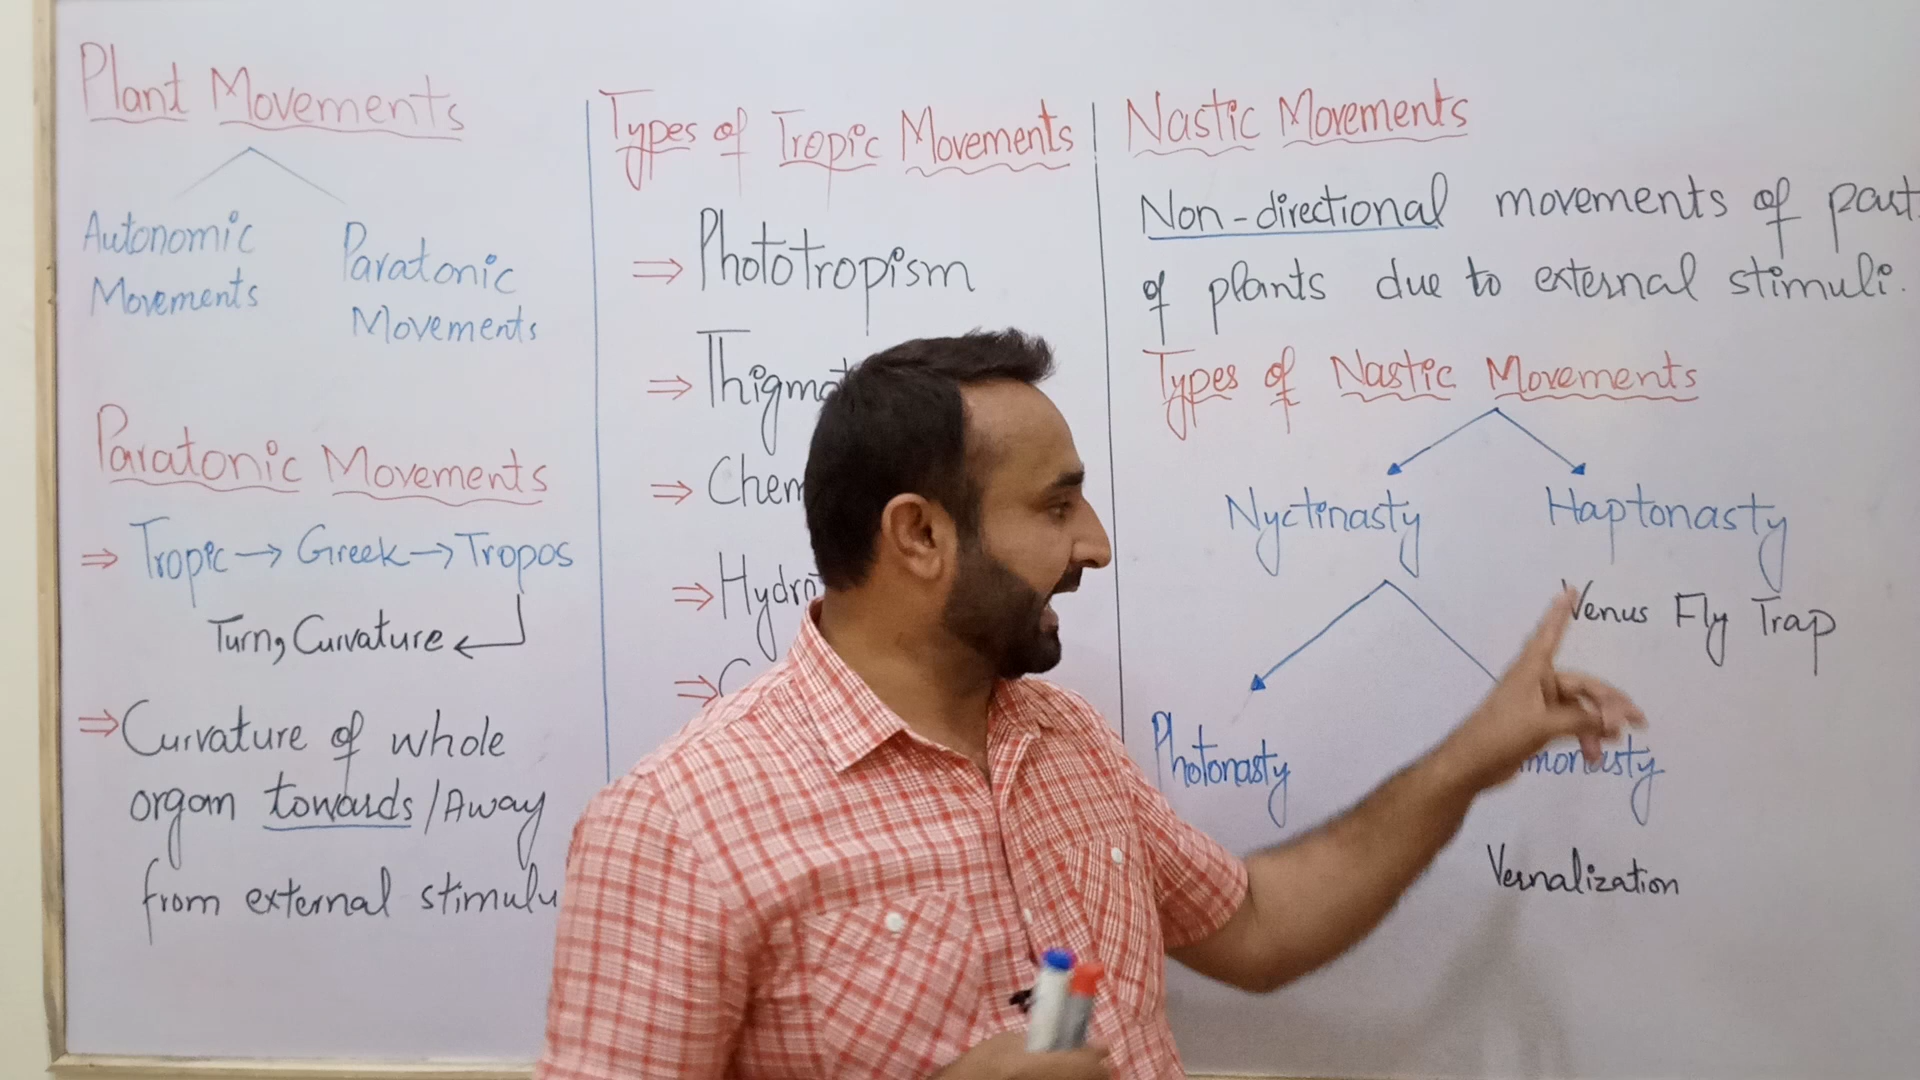 Plant Movements
Autonomic
Movements
Paratonic
Movements
Paratonic Movements
⇒ Tropic → Greek → Tropos
Turn, Curvature ←
⇒ Curvature of whole
organ towards / Away
from external stimulu
Types of Tropic Movements
⇒ Phototropism
⇒ Thigmot
⇒ Chem
⇒ Hydro
⇒
Nastic Movements
Non-directional movements of part
of plants due to external stimuli.
Types of Nastic Movements
Nyctinasty
Haptonasty
Venus Fly Trap
Photonasty
monasty
Vernalization